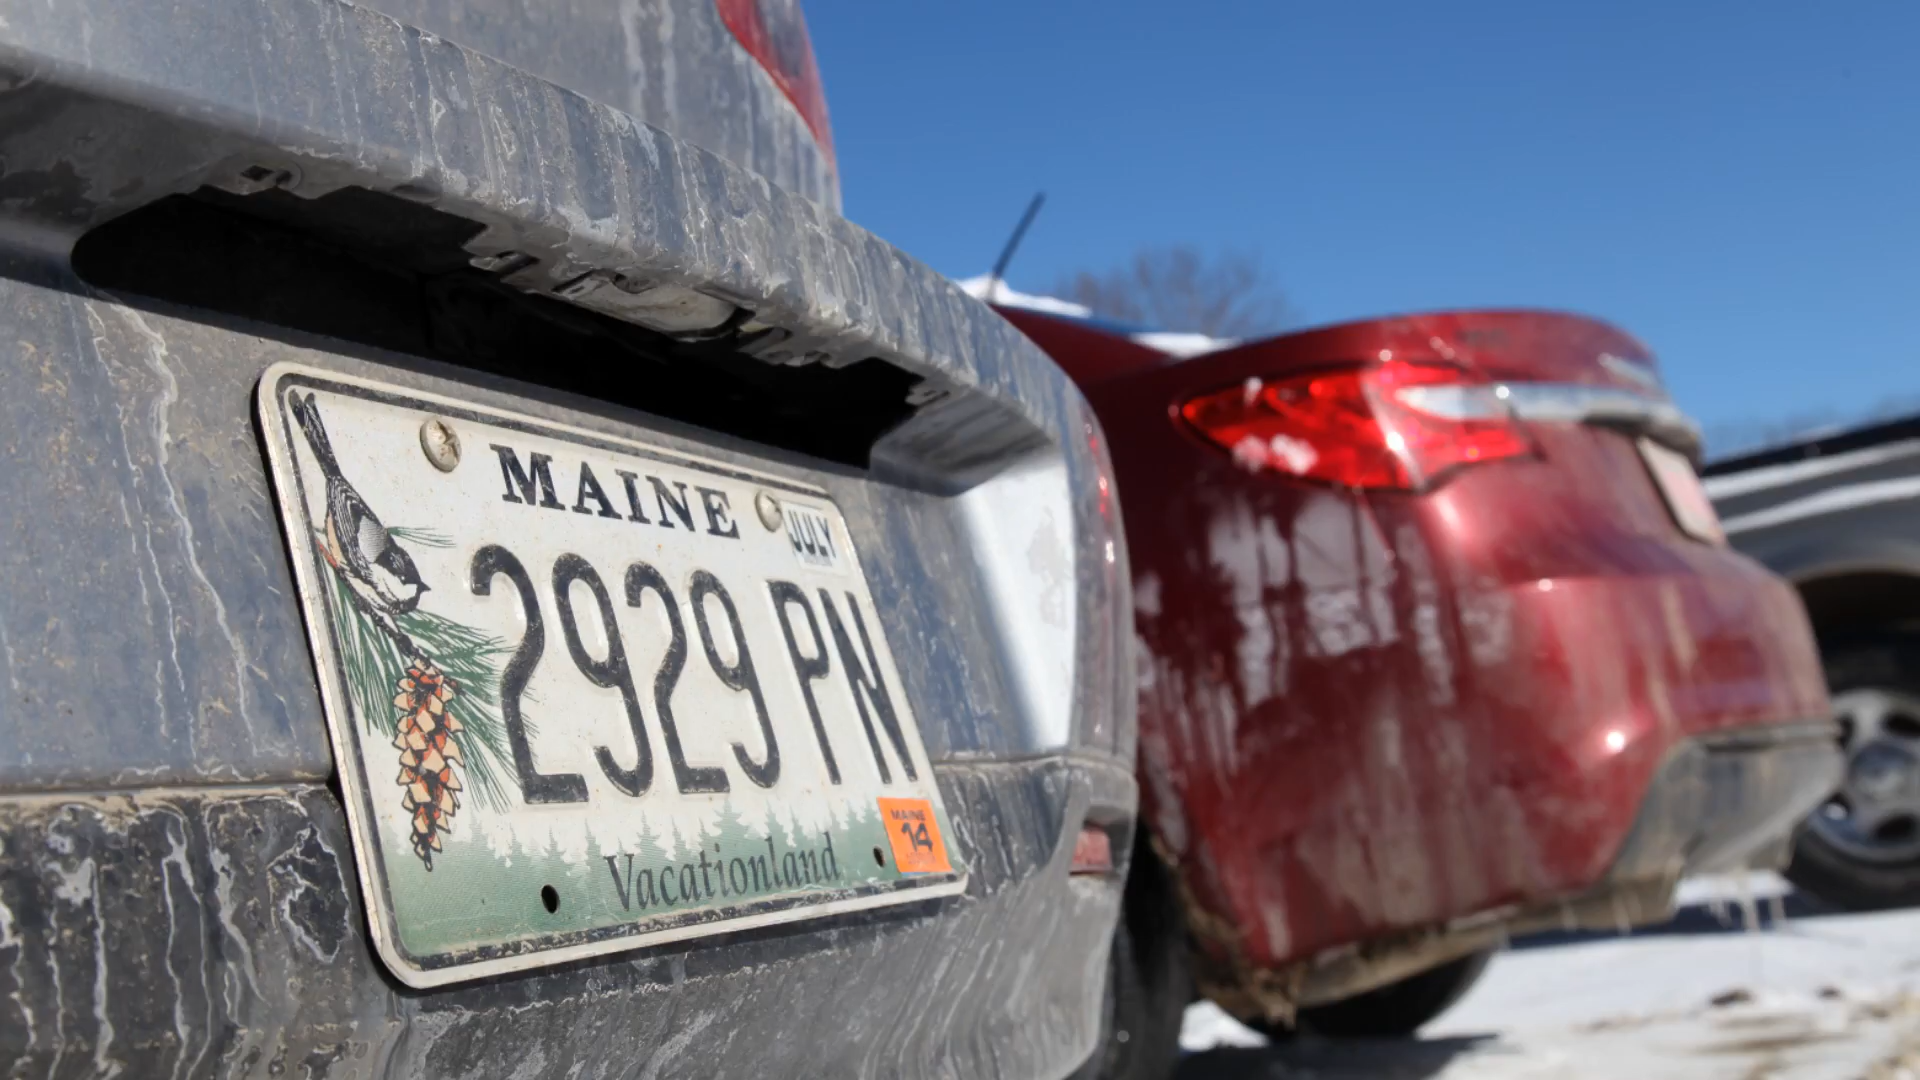 MAINE
JULY
2929 PN
MAINE
14
Vacationland